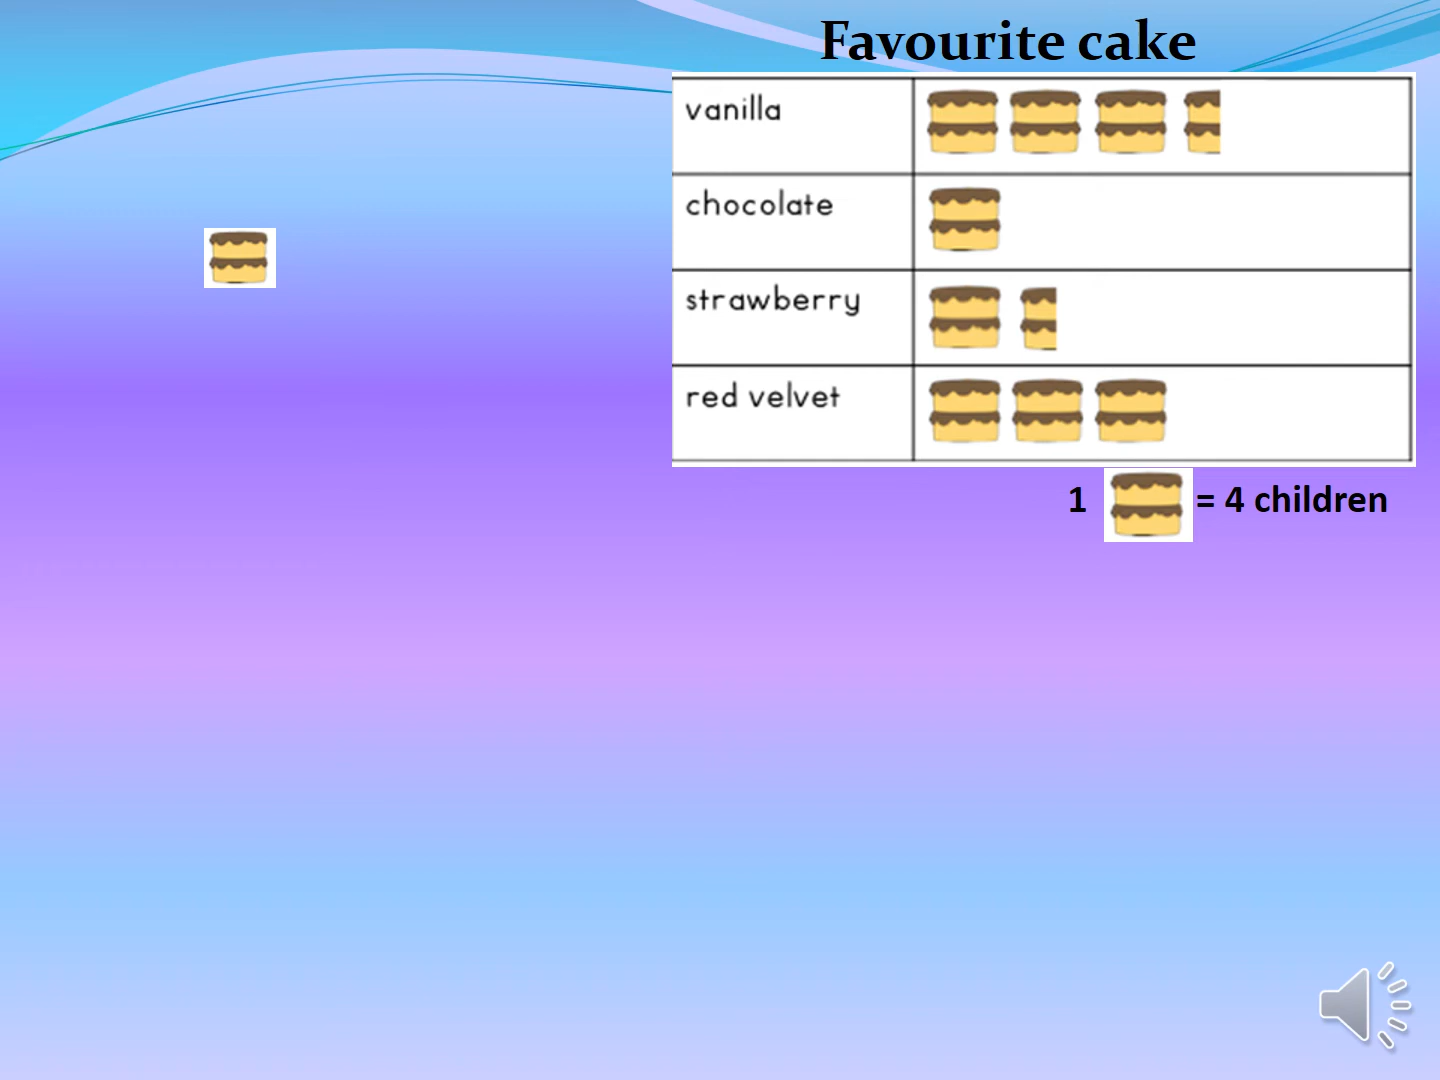 Favourite cake
vanilla
chocolate
strawberry
red velvet
1 = 4 children